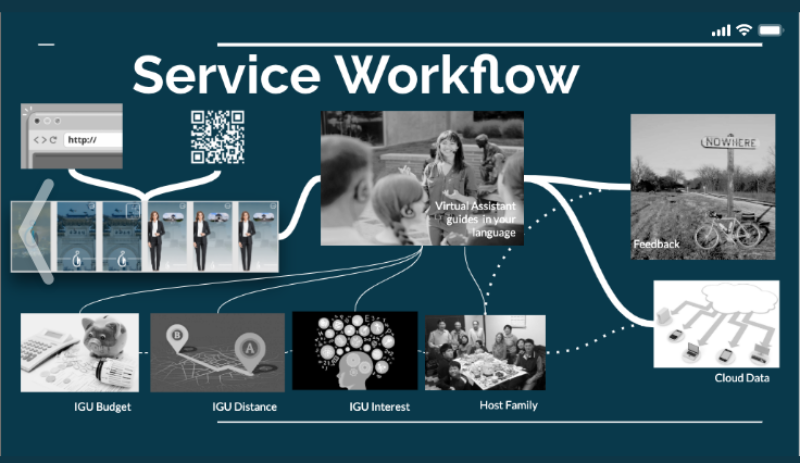 Service Workflow
http://
Virtual Assistant
guides in your
language
NOWHERE
Feedback
B
A
IGU Budget
IGU Distance
IGU Interest
Host Family
Cloud Data